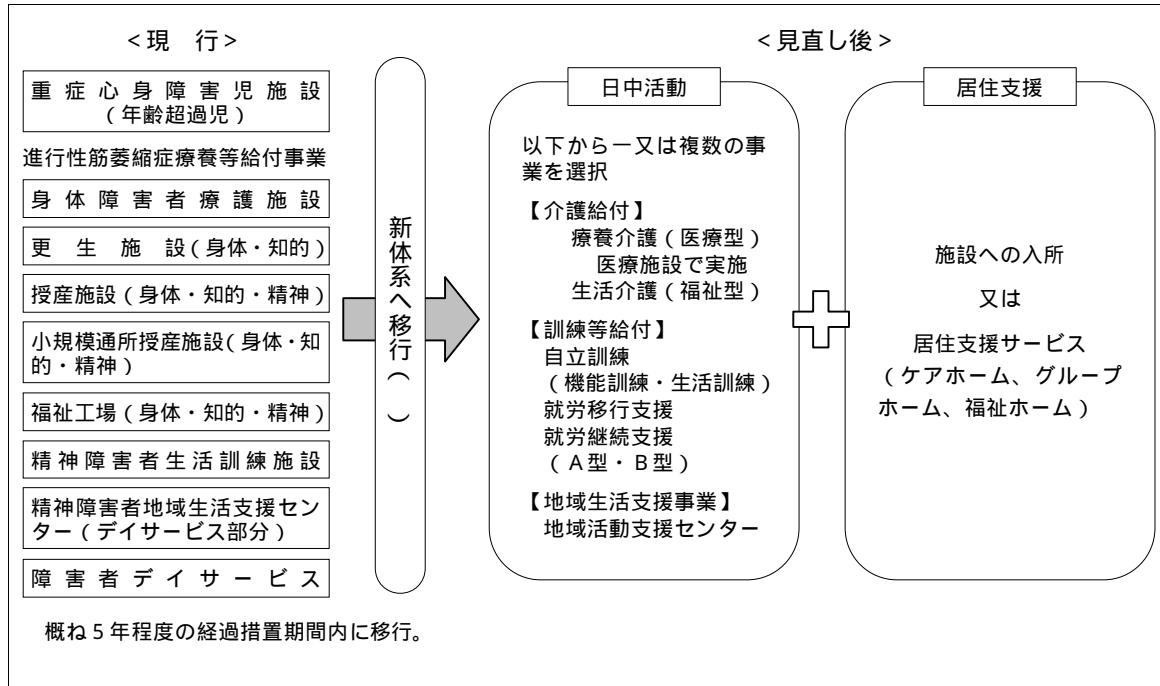 <現　行>
重症心身障害児施設
（年齢超過児）
進行性筋萎縮症療養等給付事業
身体障害者療護施設
更生施設（身体・知的）
授産施設（身体・知的・精神）
小規模通所授産施設（身体・知
的・精神）
福祉工場（身体・知的・精神）
精神障害者生活訓練施設
精神障害者地域生活支援セン
ター（デイサービス部分）
障害者デイサービス
概ね５年程度の経過措置期間内に移行。
新体系へ移行（　）
<見直し後>
日中活動
以下から一又は複数の事
業を選択
【介護給付】
療養介護（医療型）
医療施設で実施
生活介護（福祉型）
【訓練等給付】
自立訓練
（機能訓練・生活訓練）
就労移行支援
就労継続支援
（Ａ型・Ｂ型）
【地域生活支援事業】
地域活動支援センター
居住支援
施設への入所
又は
居住支援サービス
（ケアホーム、グループ
ホーム、福祉ホーム）